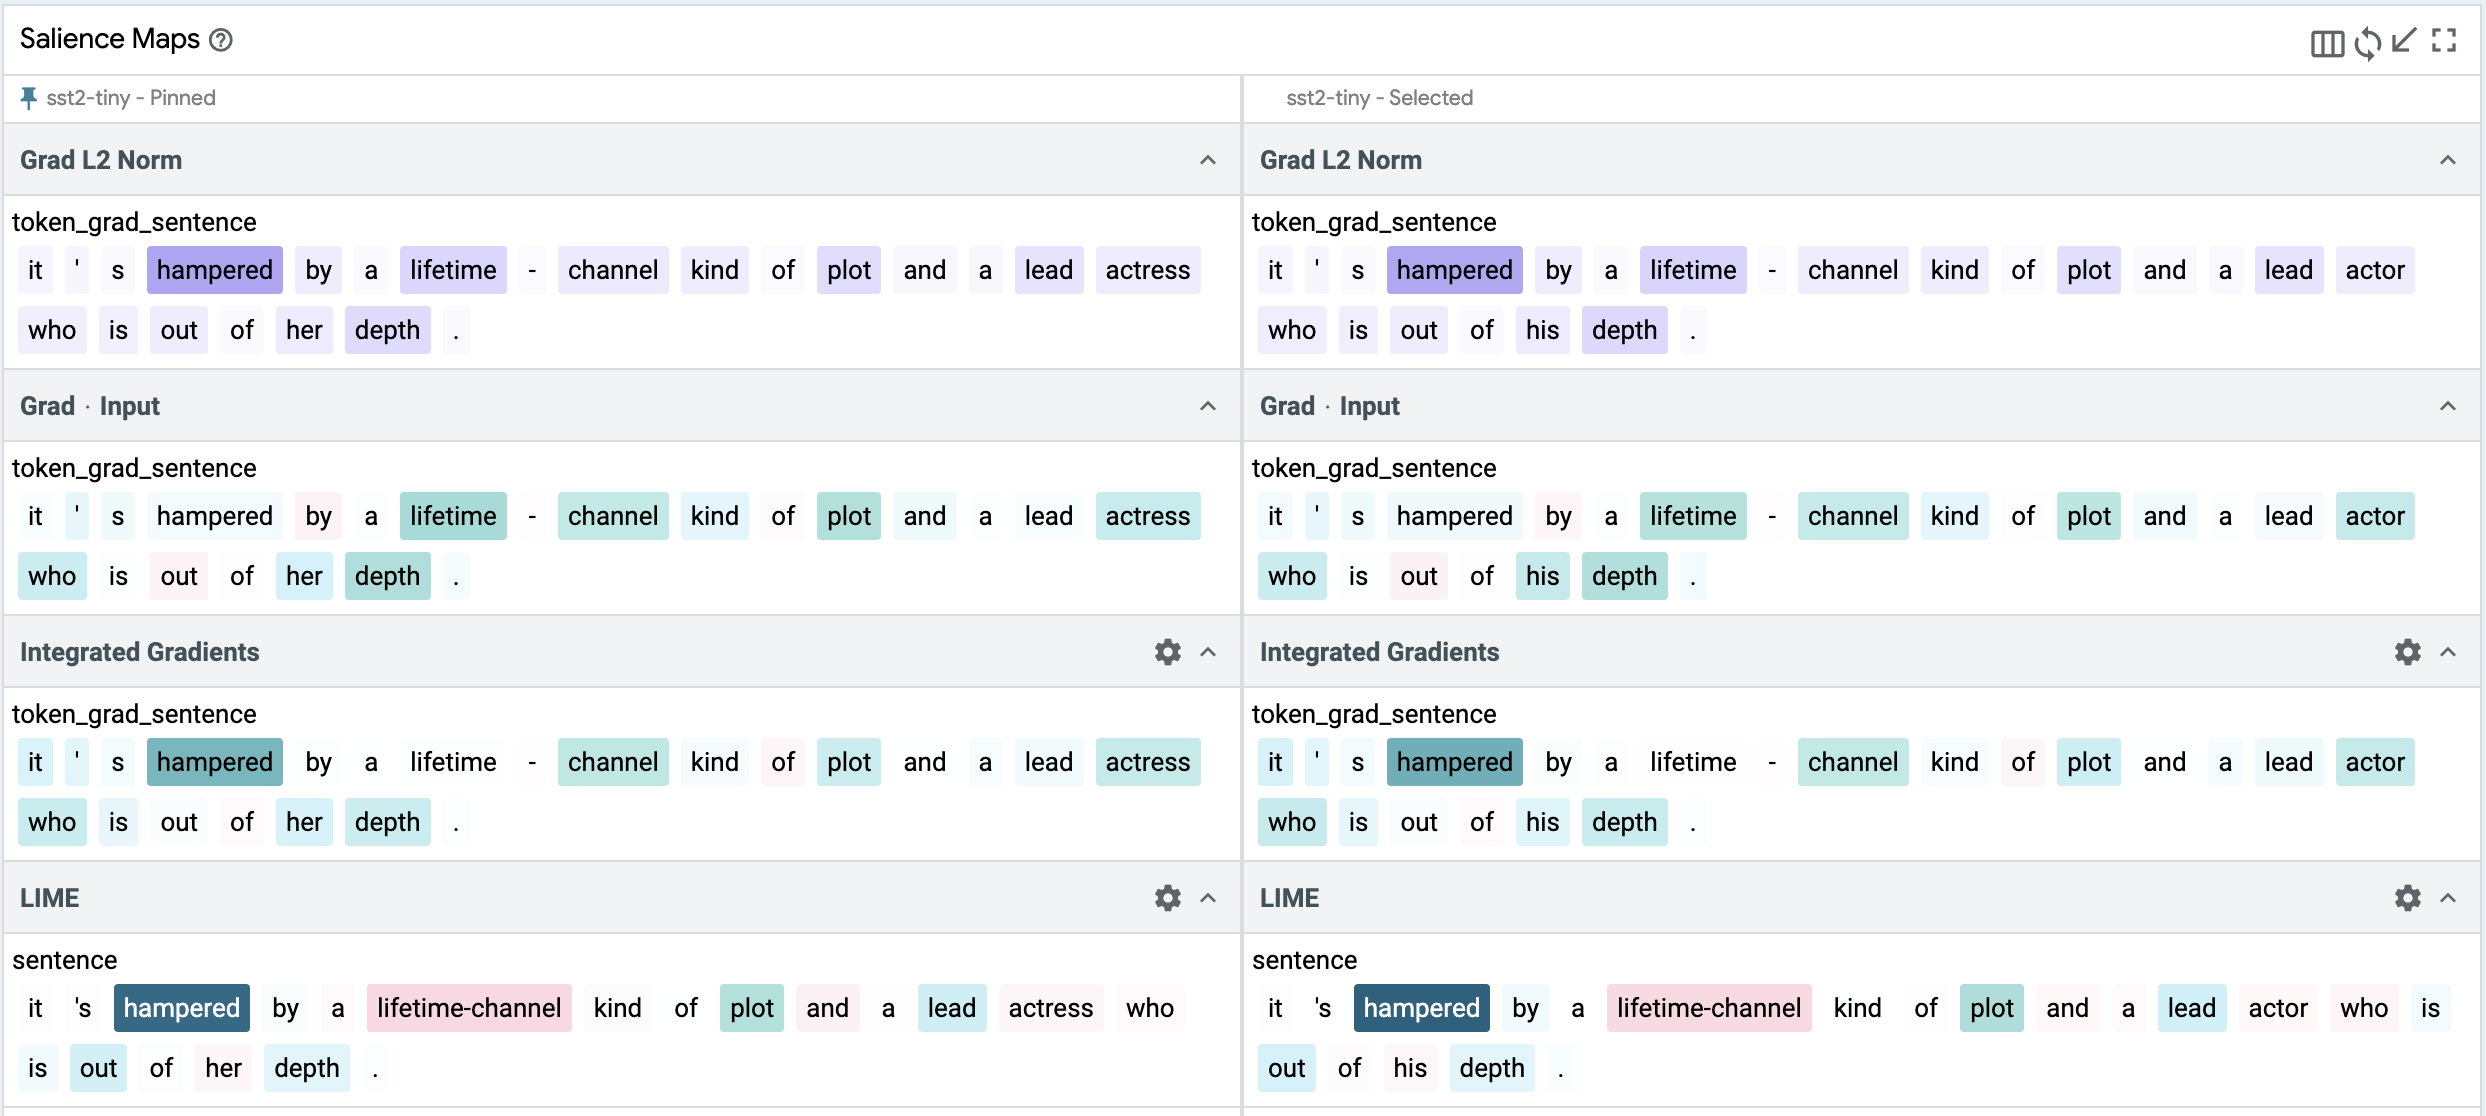 Salience Maps ?
sst2-tiny - Pinned
sst2-tiny - Selected
Grad L2 Norm
token_grad_sentence
it ' s hampered by a lifetime - channel kind of plot and a lead actress
who is out of her depth .
Grad L2 Norm
token_grad_sentence
it ' s hampered by a lifetime - channel kind of plot and a lead actor
who is out of his depth .
Grad · Input
token_grad_sentence
it ' s hampered by a lifetime - channel kind of plot and a lead actress
who is out of her depth .
Grad · Input
token_grad_sentence
it ' s hampered by a lifetime - channel kind of plot and a lead actor
who is out of his depth .
Integrated Gradients
token_grad_sentence
it ' s hampered by a lifetime - channel kind of plot and a lead actress
who is out of her depth .
Integrated Gradients
token_grad_sentence
it ' s hampered by a lifetime - channel kind of plot and a lead actor
who is out of his depth .
LIME
sentence
it 's hampered by a lifetime-channel kind of plot and a lead actress who
is out of her depth .
LIME
sentence
it 's hampered by a lifetime-channel kind of plot and a lead actor who is
out of his depth .